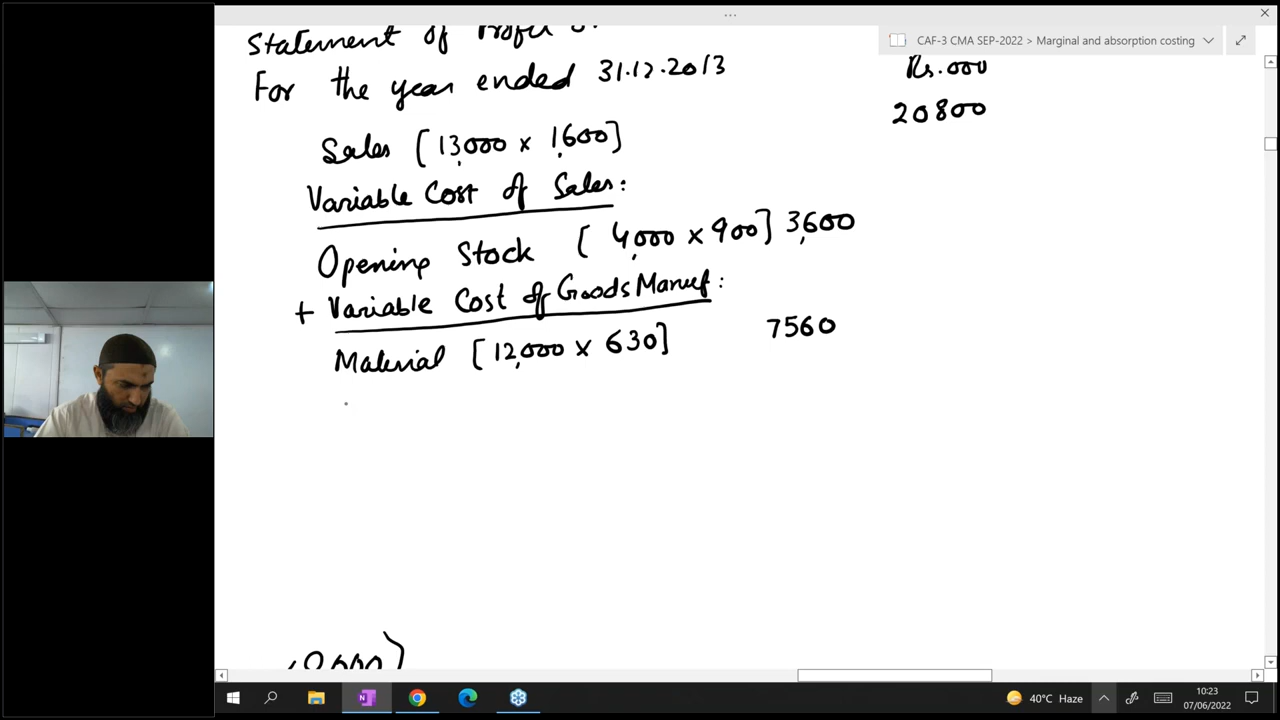 CAF-3 CMA SEP-2022 > Marginal and absorption costing
Statement of Profit
For the year ended 31.12.2013
Rs.000
Sales [13,000 × 1,600] 20800
Variable Cost of Sales:
Opening Stock [4,000 × 900] 3,600
+ Variable Cost of Goods Manuf:
Material [12,000 × 630] 7560
40°C Haze
10:23
07/06/2022